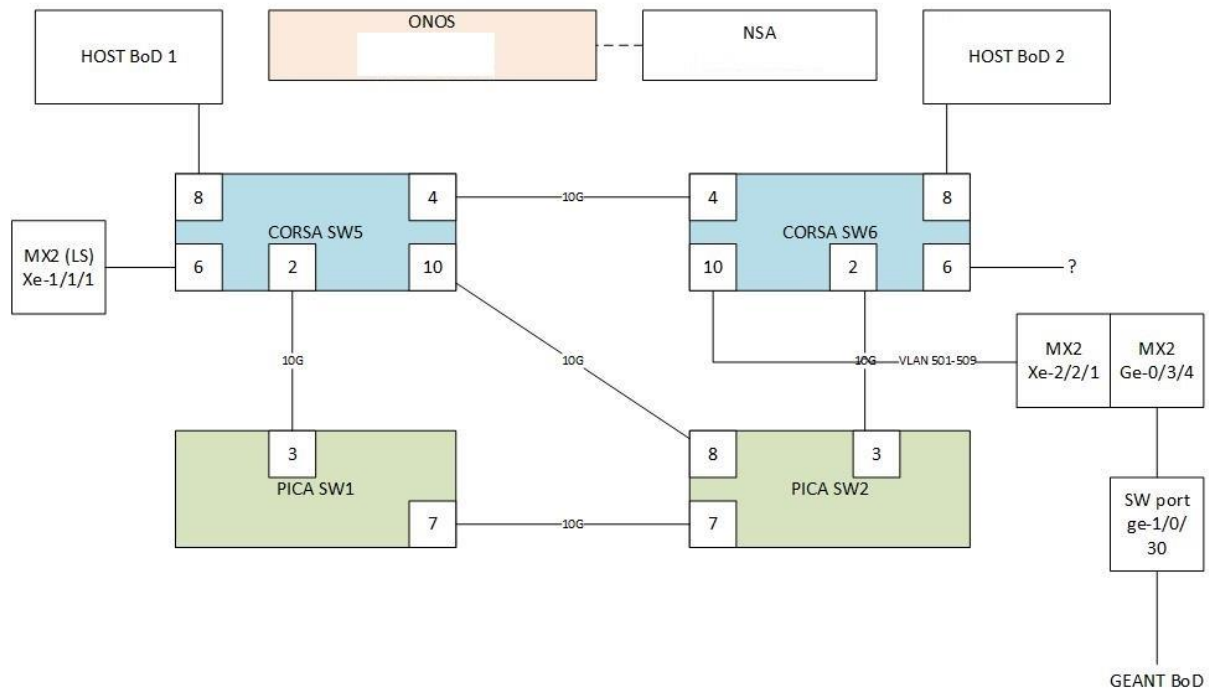 ONOS
NSA
HOST BoD 1
HOST BoD 2
8
4
10G
4
8
CORSA SW5
CORSA SW6
MX2 (LS)
Xe-1/1/1
6
2
10
10
2
6
?
10G
10G
10G
VLAN 501-509
MX2
Xe-2/2/1
MX2
Ge-0/3/4
3
8
3
PICA SW1
PICA SW2
7
10G
7
SW port
ge-1/0/
30
GEANT BoD